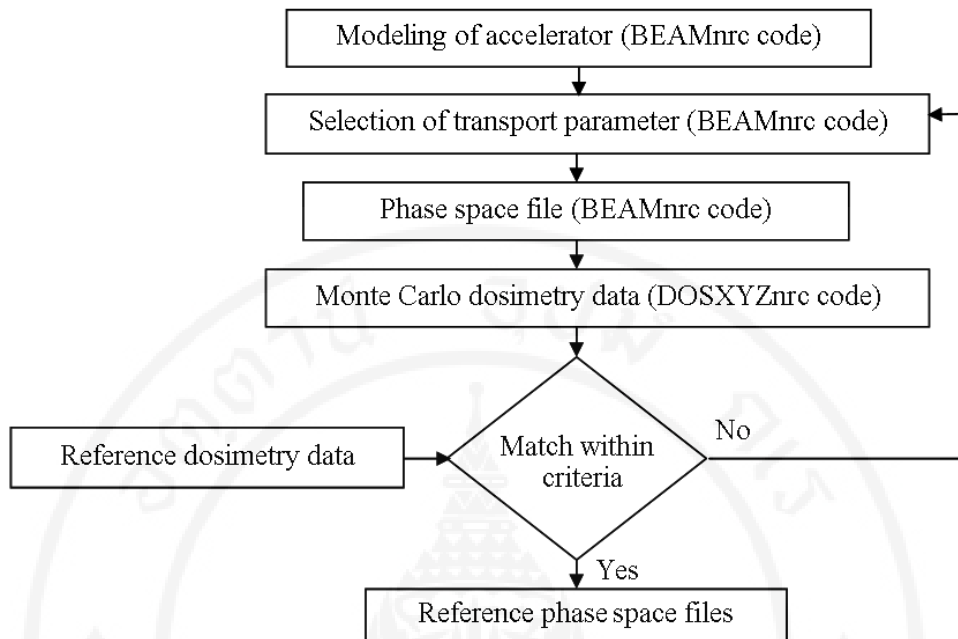 Modeling of accelerator (BEAMnrc code)
Selection of transport parameter (BEAMnrc code)
Phase space file (BEAMnrc code)
Monte Carlo dosimetry data (DOSXYZnrc code)
Reference dosimetry data
Match within
criteria
No
Yes
Reference phase space files